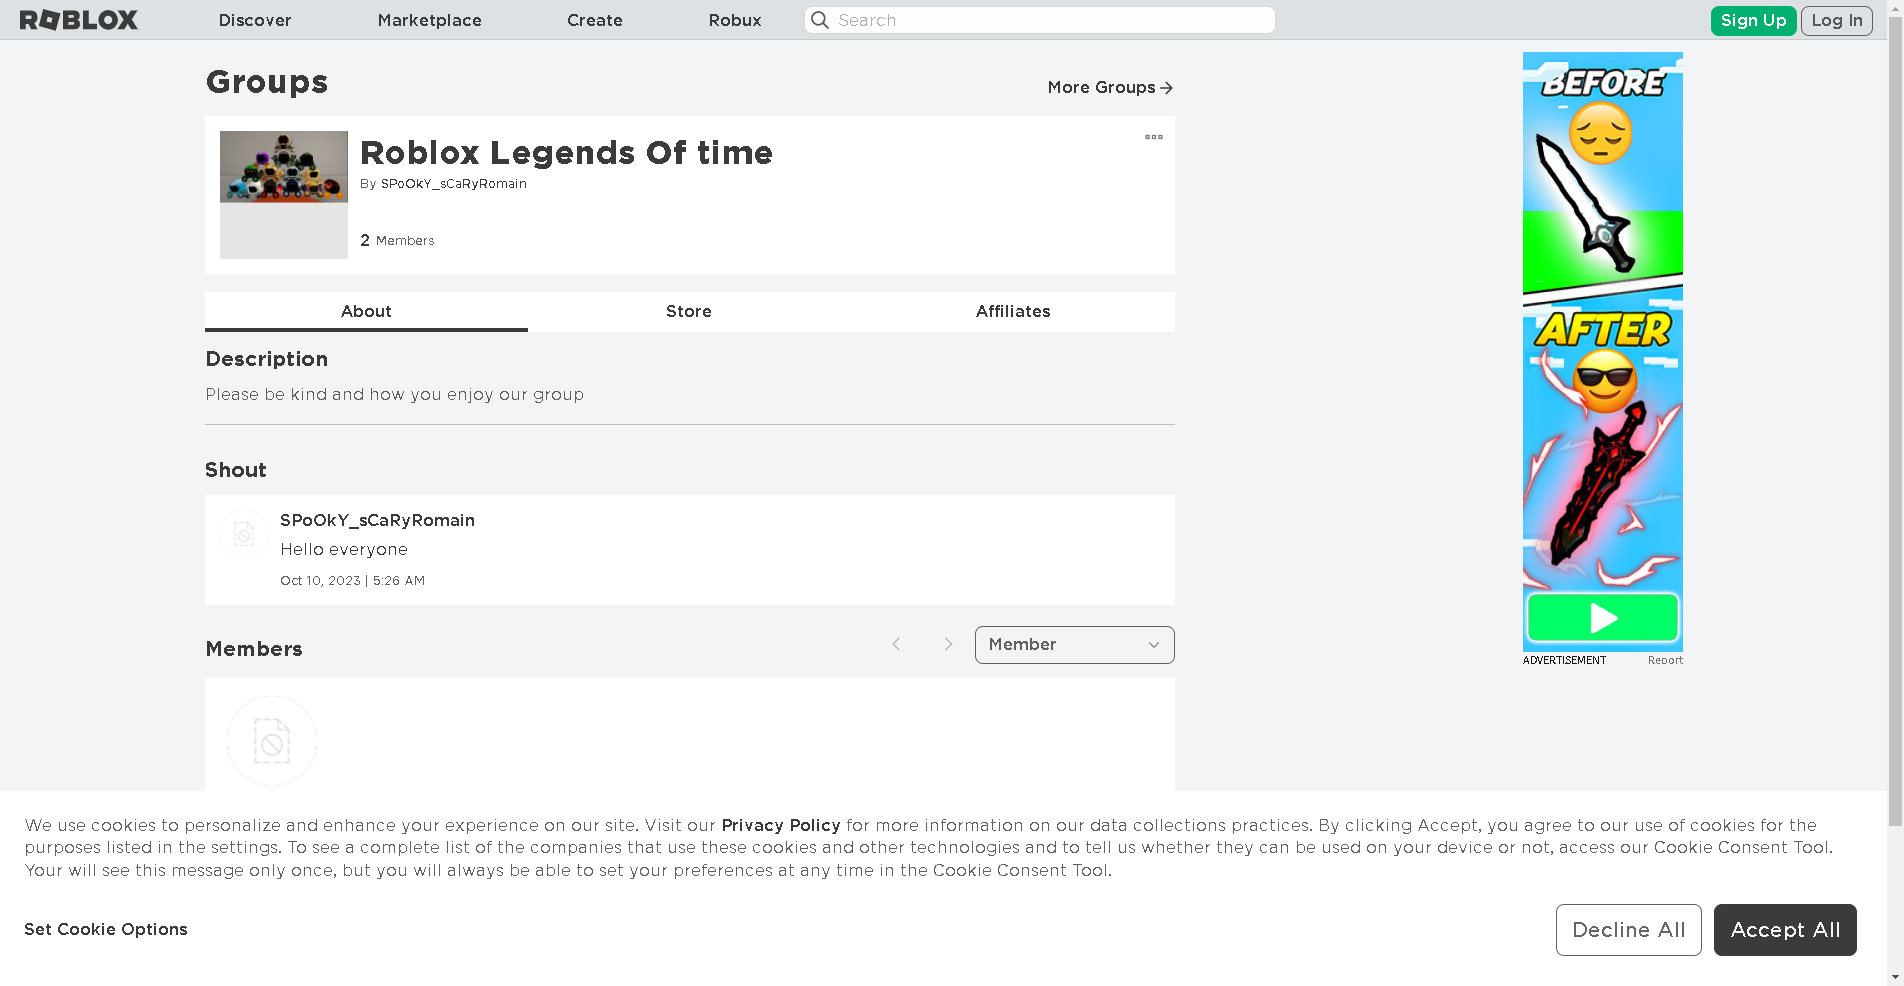 ROBLOX Discover Marketplace Create Robux Search Sign Up Log In
Groups
More Groups
Roblox Legends Of time
By SPoOkY_sCaRyRomain
2 Members
About Store Affiliates
Description
Please be kind and how you enjoy our group
Shout
SPoOkY_sCaRyRomain
Hello everyone
Oct 10, 2023 | 5:26 AM
Members
Member
BEFORE
AFTER
ADVERTISEMENT Report
We use cookies to personalize and enhance your experience on our site. Visit our Privacy Policy for more information on our data collections practices. By clicking Accept, you agree to our use of cookies for the
purposes listed in the settings. To see a complete list of the companies that use these cookies and other technologies and to tell us whether they can be used on your device or not, access our Cookie Consent Tool.
Your will see this message only once, but you will always be able to set your preferences at any time in the Cookie Consent Tool.
Set Cookie Options
Decline All
Accept All